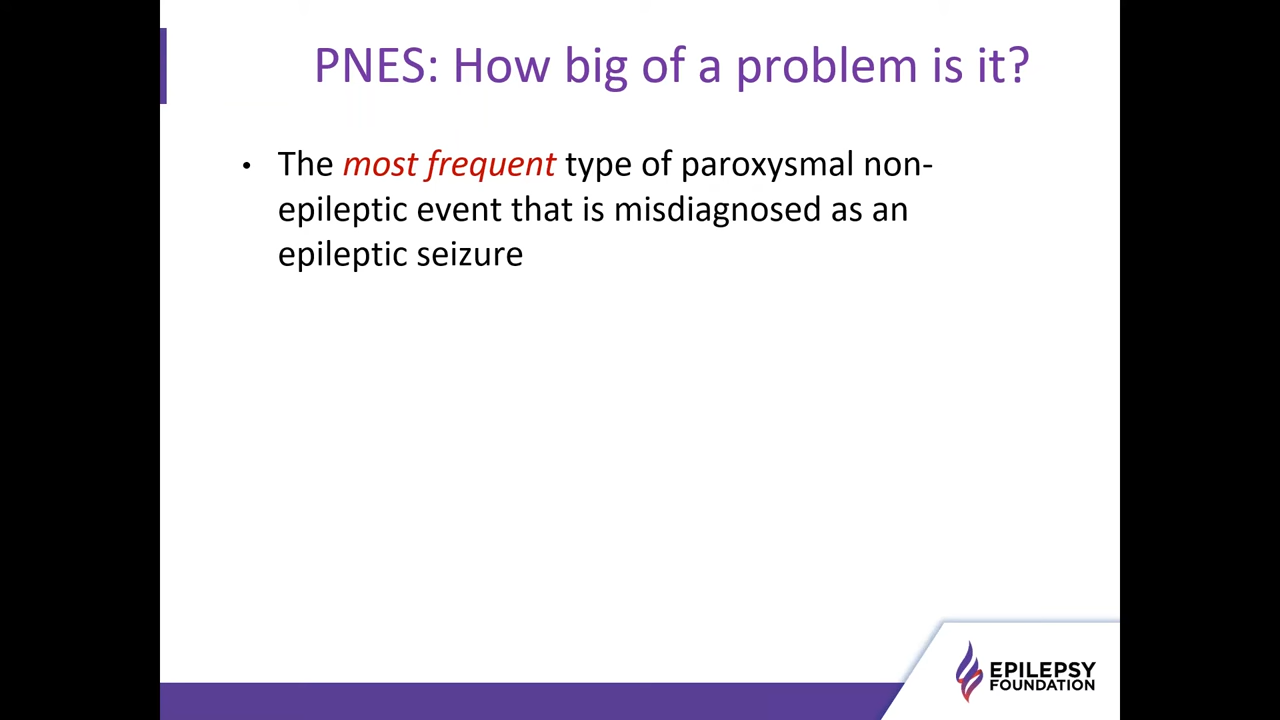 PNES: How big of a problem is it?
• The most frequent type of paroxysmal non-
epileptic event that is misdiagnosed as an
epileptic seizure
EPILEPSY
FOUNDATION